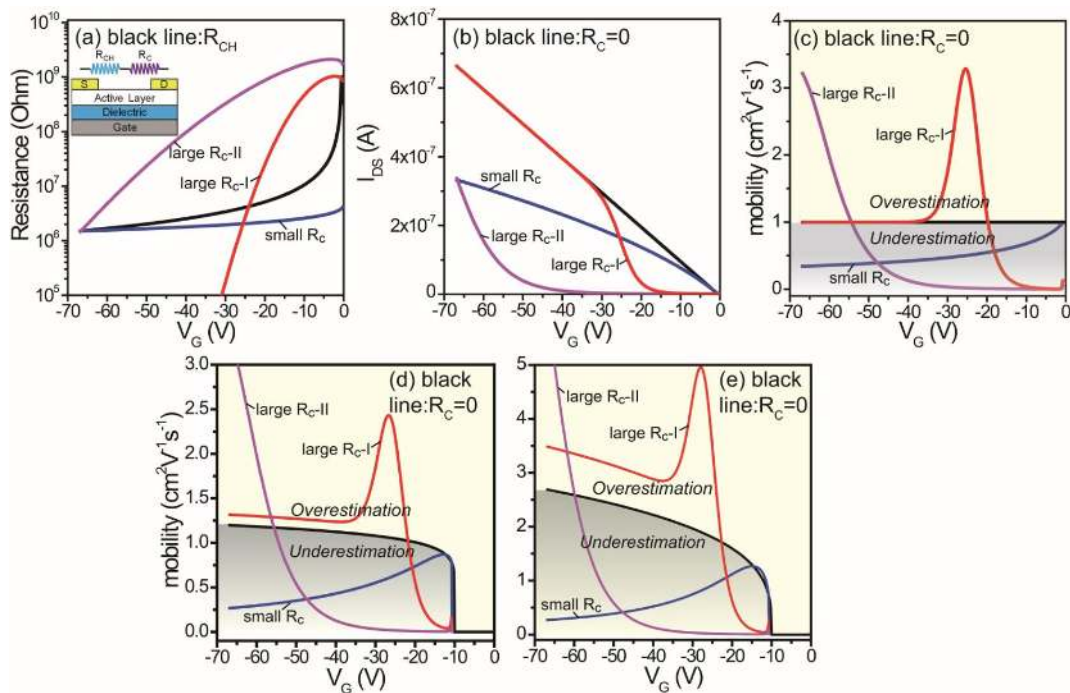 (a) black line:R_CH
R_CH R_C
S D
Active Layer
Dielectric
Gate
large R_C-II
large R_C-I
small R_C
Resistance (Ohm)
10^10
10^9
10^8
10^7
10^6
10^5
-70 -60 -50 -40 -30 -20 -10 0
V_G (V)
(b) black line:R_C=0
small R_C
large R_C-II
large R_C-I
I_DS (A)
8x10^-7
6x10^-7
4x10^-7
2x10^-7
0
-70 -60 -50 -40 -30 -20 -10 0
V_G (V)
(c) black line:R_C=0
large R_C-II
large R_C-I
Overestimation
Underestimation
small R_C
mobility (cm^2V^-1s^-1)
4
3
2
1
0
-70 -60 -50 -40 -30 -20 -10 0
V_G (V)
(d) black
line:R_C=0
large R_C-II
large R_C-I
Overestimation
Underestimation
small R_C
mobility (cm^2V^-1s^-1)
3.0
2.5
2.0
1.5
1.0
0.5
0.0
-70 -60 -50 -40 -30 -20 -10 0
V_G (V)
(e) black
line:R_C=0
large R_C-II
large R_C-I
Overestimation
Underestimation
small R_C
mobility (cm^2V^-1s^-1)
5
4
3
2
1
0
-70 -60 -50 -40 -30 -20 -10 0
V_G (V)